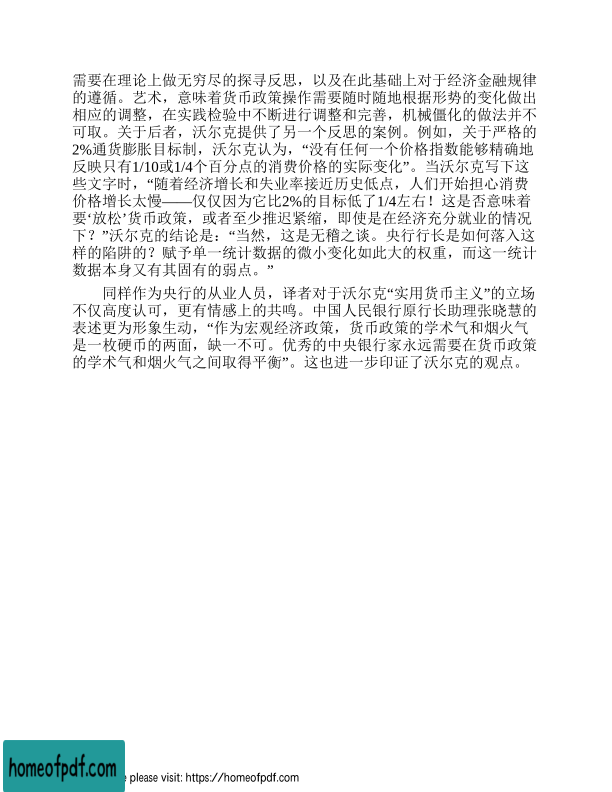 需要在理论上做无穷尽的探寻反思，以及在此基础上对于经济金融规律
的遵循。艺术，意味着货币政策操作需要随时随地根据形势的变化做出
相应的调整，在实践检验中不断进行调整和完善，机械僵化的做法并不
可取。关于后者，沃尔克提供了另一个反思的案例。例如，关于严格的
2%通货膨胀目标制，沃尔克认为，“没有任何一个价格指数能够精确地
反映只有1/10或1/4个百分点的消费价格的实际变化”。当沃尔克写下这
些文字时，“随着经济增长和失业率接近历史低点，人们开始担心消费
价格增长太慢——仅仅因为它比2%的目标低了1/4左右！这是否意味着
要‘放松’货币政策，或者至少推迟紧缩，即使是在经济充分就业的情况
下？”沃尔克的结论是：“当然，这是无稽之谈。央行行长是如何落入这
样的陷阱的？赋予单一统计数据的微小变化如此大的权重，而这一统计
数据本身又有其固有的弱点。”
同样作为央行的从业人员，译者对于沃尔克“实用货币主义”的立场
不仅高度认可，更有情感上的共鸣。中国人民银行原行长助理张晓慧的
表述更为形象生动，“作为宏观经济政策，货币政策的学术气和烟火气
是一枚硬币的两面，缺一不可。优秀的中央银行家永远需要在货币政策
的学术气和烟火气之间取得平衡”。这也进一步印证了沃尔克的观点。
homeofpdf.com
please visit: https://homeofpdf.com